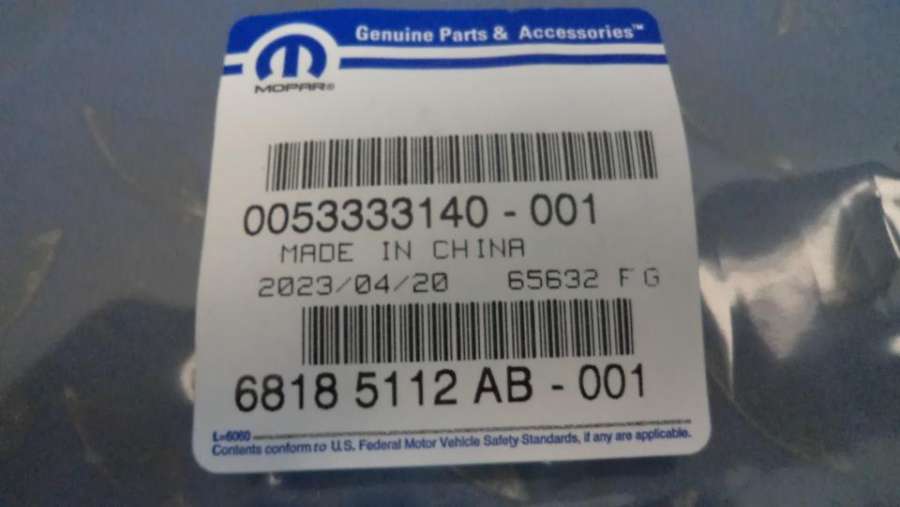 Genuine Parts & Accessories™
MOPAR®
0053333140 - 001
MADE IN CHINA
2023/04/20 65632 FG
6818 5112 AB - 001
L=6060
Contents conform to U.S. Federal Motor Vehicle Safety Standards, if any are applicable.